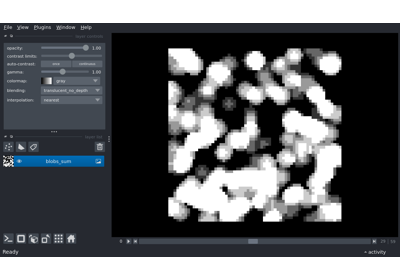 File View Plugins Window Help
opacity: 1.00
contrast limits:
auto-contrast: once continuous
gamma: 1.00
colormap: gray
blending: translucent_no_depth
interpolation: nearest
blobs_sum
Ready
activity